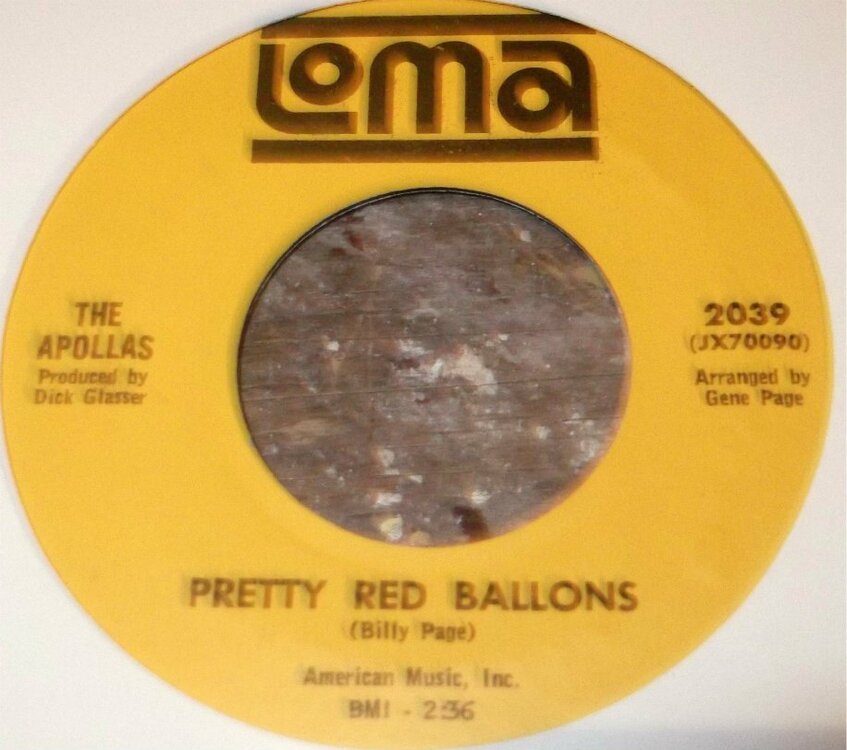 Loma
THE
APOLLAS
Produced by
Dick Glasser
2039
(JX70090)
Arranged by
Gene Page
PRETTY RED BALLONS
(Billy Page)
American Music, Inc.
BMI - 2:36